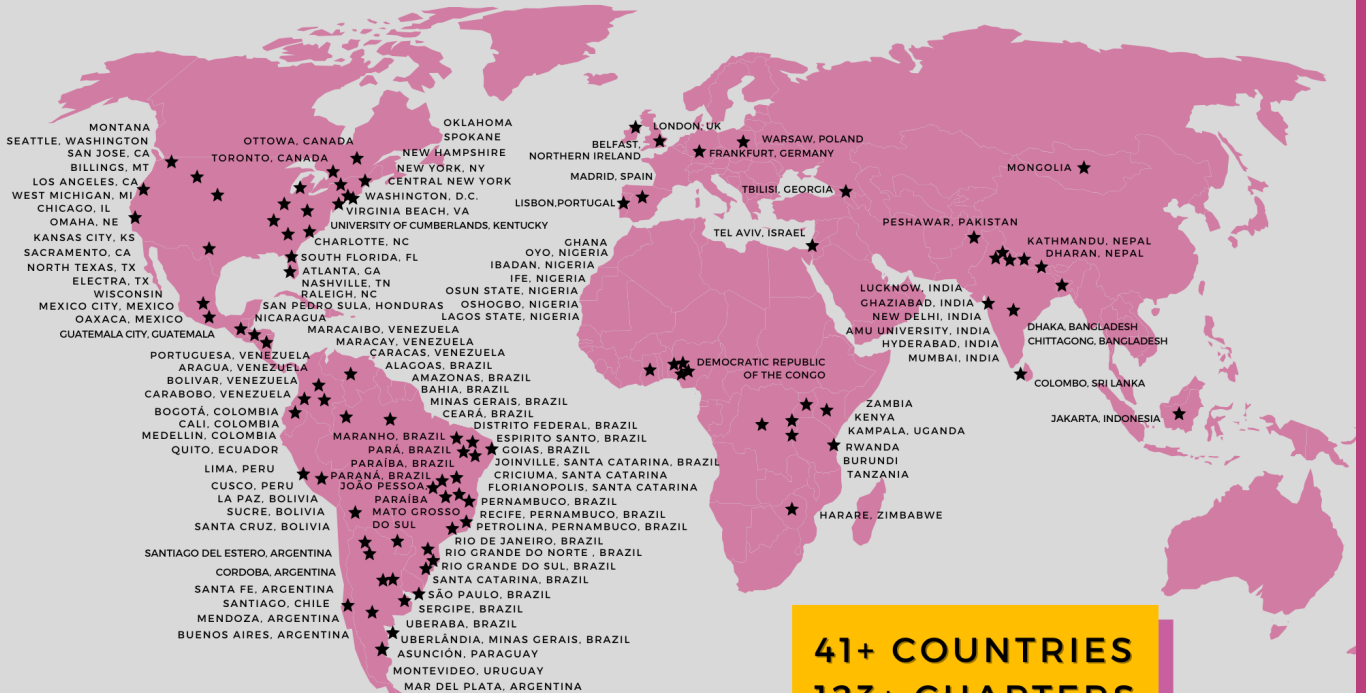 MONTANA
SEATTLE, WASHINGTON
SAN JOSE, CA
BILLINGS, MT
LOS ANGELES, CA
WEST MICHIGAN, MI
CHICAGO, IL
OMAHA, NE
KANSAS CITY, KS
SACRAMENTO, CA
NORTH TEXAS, TX
ELECTRA, TX
WISCONSIN
MEXICO CITY, MEXICO
OAXACA, MEXICO
GUATEMALA CITY, GUATEMALA
OTTOWA, CANADA
TORONTO, CANADA
OKLAHOMA
SPOKANE
NEW HAMPSHIRE
NEW YORK, NY
CENTRAL NEW YORK
WASHINGTON, D.C.
VIRGINIA BEACH, VA
UNIVERSITY OF CUMBERLANDS, KENTUCKY
CHARLOTTE, NC
SOUTH FLORIDA, FL
ATLANTA, GA
NASHVILLE, TN
RALEIGH, NC
SAN PEDRO SULA, HONDURAS
NICARAGUA
MARACAIBO, VENEZUELA
MARACAY, VENEZUELA
CARACAS, VENEZUELA
PORTUGUESA, VENEZUELA
ARAGUA, VENEZUELA
BOLIVAR, VENEZUELA
CARABOBO, VENEZUELA
BOGOTÁ, COLOMBIA
CALI, COLOMBIA
MEDELLIN, COLOMBIA
QUITO, ECUADOR
LIMA, PERU
CUSCO, PERU
LA PAZ, BOLIVIA
SUCRE, BOLIVIA
SANTA CRUZ, BOLIVIA
SANTIAGO DEL ESTERO, ARGENTINA
CORDOBA, ARGENTINA
SANTA FE, ARGENTINA
SANTIAGO, CHILE
MENDOZA, ARGENTINA
BUENOS AIRES, ARGENTINA
ALAGOAS, BRAZIL
AMAZONAS, BRAZIL
BAHIA, BRAZIL
MINAS GERAIS, BRAZIL
CEARÁ, BRAZIL
DISTRITO FEDERAL, BRAZIL
MARANHO, BRAZIL
ESPIRITO SANTO, BRAZIL
PARÁ, BRAZIL
GOIAS, BRAZIL
PARAÍBA, BRAZIL
JOINVILLE, SANTA CATARINA, BRAZIL
PARANÁ, BRAZIL
CRICIUMA, SANTA CATARINA
JOÃO PESSOA
FLORIANOPOLIS, SANTA CATARINA
PARAÍBA
PERNAMBUCO, BRAZIL
MATO GROSSO
DO SUL
RECIFE, PERNAMBUCO, BRAZIL
PETROLINA, PERNAMBUCO, BRAZIL
RIO DE JANEIRO, BRAZIL
RIO GRANDE DO NORTE , BRAZIL
RIO GRANDE DO SUL, BRAZIL
SANTA CATARINA, BRAZIL
SÃO PAULO, BRAZIL
SERGIPE, BRAZIL
UBERABA, BRAZIL
UBERLÂNDIA, MINAS GERAIS, BRAZIL
ASUNCIÓN, PARAGUAY
MONTEVIDEO, URUGUAY
MAR DEL PLATA, ARGENTINA
LONDON, UK
BELFAST,
NORTHERN IRELAND
WARSAW, POLAND
FRANKFURT, GERMANY
MADRID, SPAIN
LISBON,PORTUGAL
TBILISI, GEORGIA
TEL AVIV, ISRAEL
GHANA
OYO, NIGERIA
IBADAN, NIGERIA
IFE, NIGERIA
OSUN STATE, NIGERIA
OSHOGBO, NIGERIA
LAGOS STATE, NIGERIA
DEMOCRATIC REPUBLIC
OF THE CONGO
ZAMBIA
KENYA
KAMPALA, UGANDA
RWANDA
BURUNDI
TANZANIA
HARARE, ZIMBABWE
MONGOLIA
PESHAWAR, PAKISTAN
KATHMANDU, NEPAL
DHARAN, NEPAL
LUCKNOW, INDIA
GHAZIABAD, INDIA
NEW DELHI, INDIA
AMU UNIVERSITY, INDIA
HYDERABAD, INDIA
MUMBAI, INDIA
DHAKA, BANGLADESH
CHITTAGONG, BANGLADESH
COLOMBO, SRI LANKA
JAKARTA, INDONESIA
41+ COUNTRIES
123+ CHAPTERS